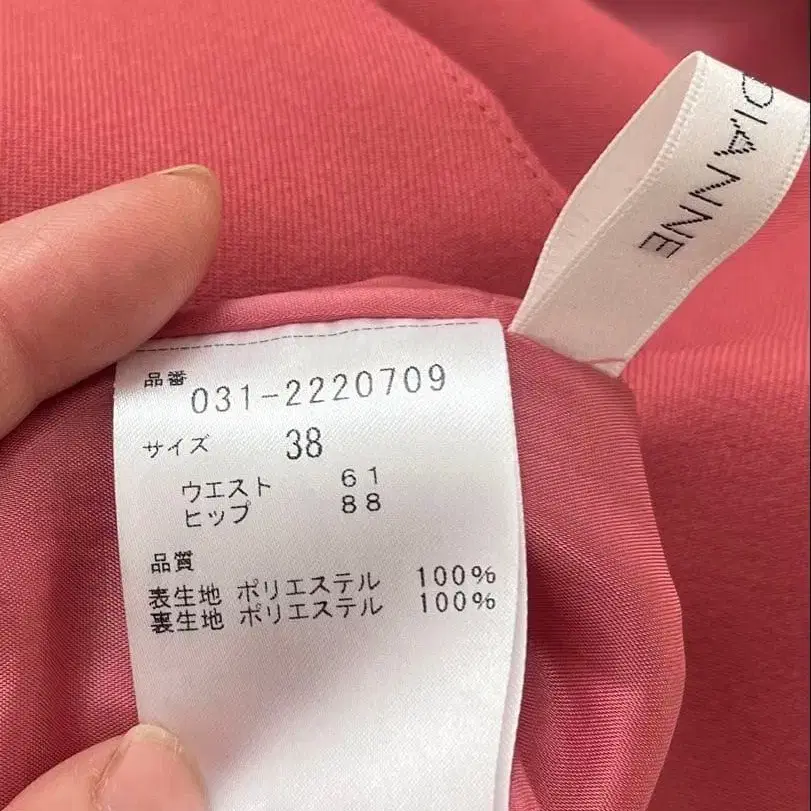 DIANNE
品番 031-2220709
サイズ 38
ウエスト 61
ヒップ 88
品質
表生地 ポリエステル 100%
裏生地 ポリエステル 100%